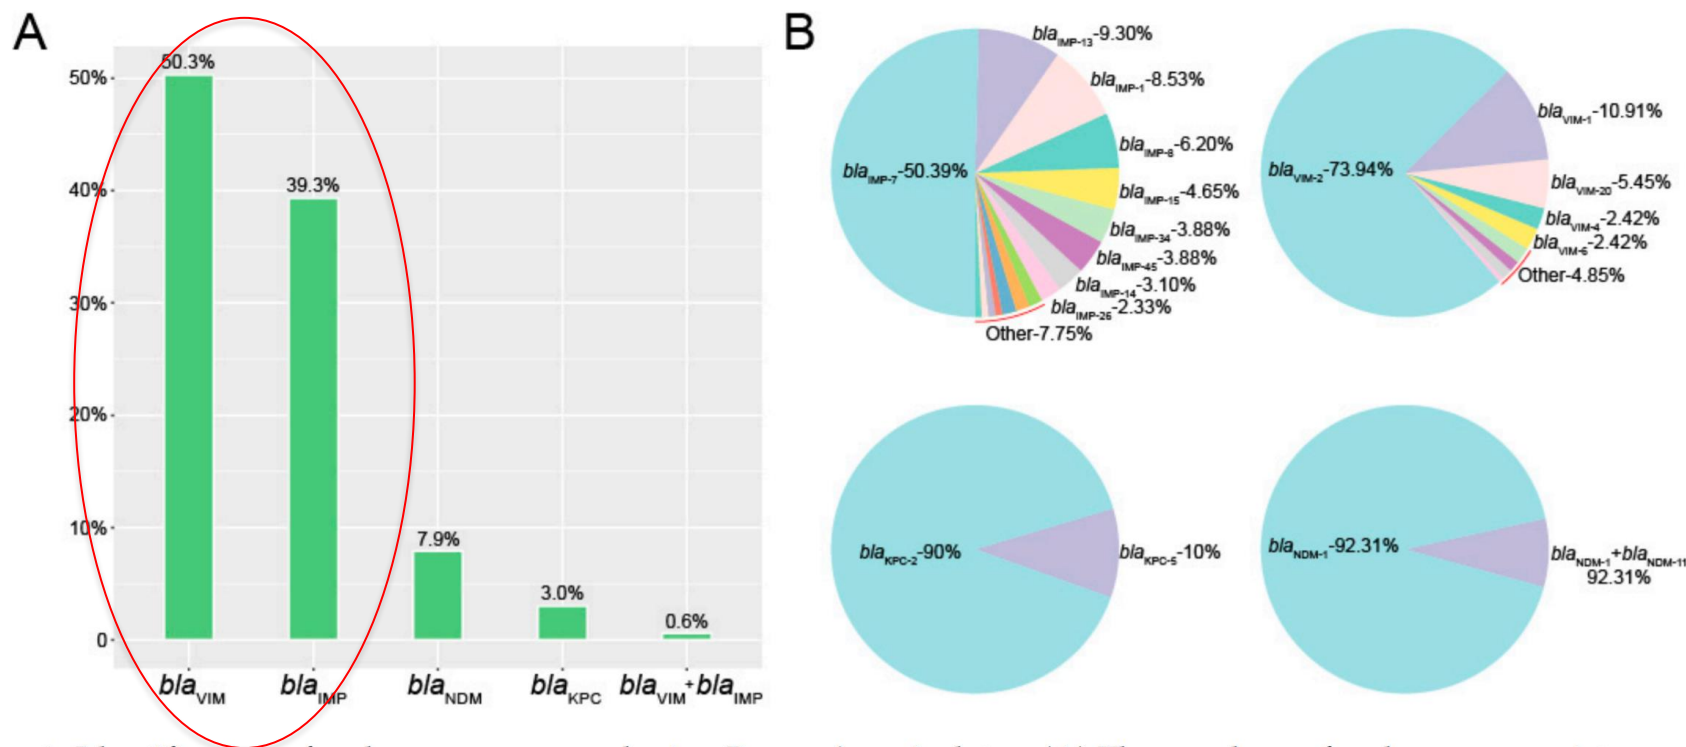 A
50.3%
50%
40%
39.3%
30%
20%
10%
7.9%
3.0%
0.6%
0
blaVIM
blaIMP
blaNDM
blaKPC
blaVIM+blaIMP
B
blaIMP-13-9.30%
blaIMP-1-8.53%
blaIMP-8-6.20%
blaIMP-7-50.39%
blaIMP-15-4.65%
blaIMP-34-3.88%
blaIMP-45-3.88%
blaIMP-14-3.10%
blaIMP-26-2.33%
Other-7.75%
blaVIM-1-10.91%
blaVIM-2-73.94%
blaVIM-20-5.45%
blaVIM-4-2.42%
blaVIM-6-2.42%
Other-4.85%
blaKPC-2-90%
blaKPC-5-10%
blaNDM-1-92.31%
blaNDM-1+blaNDM-11
92.31%